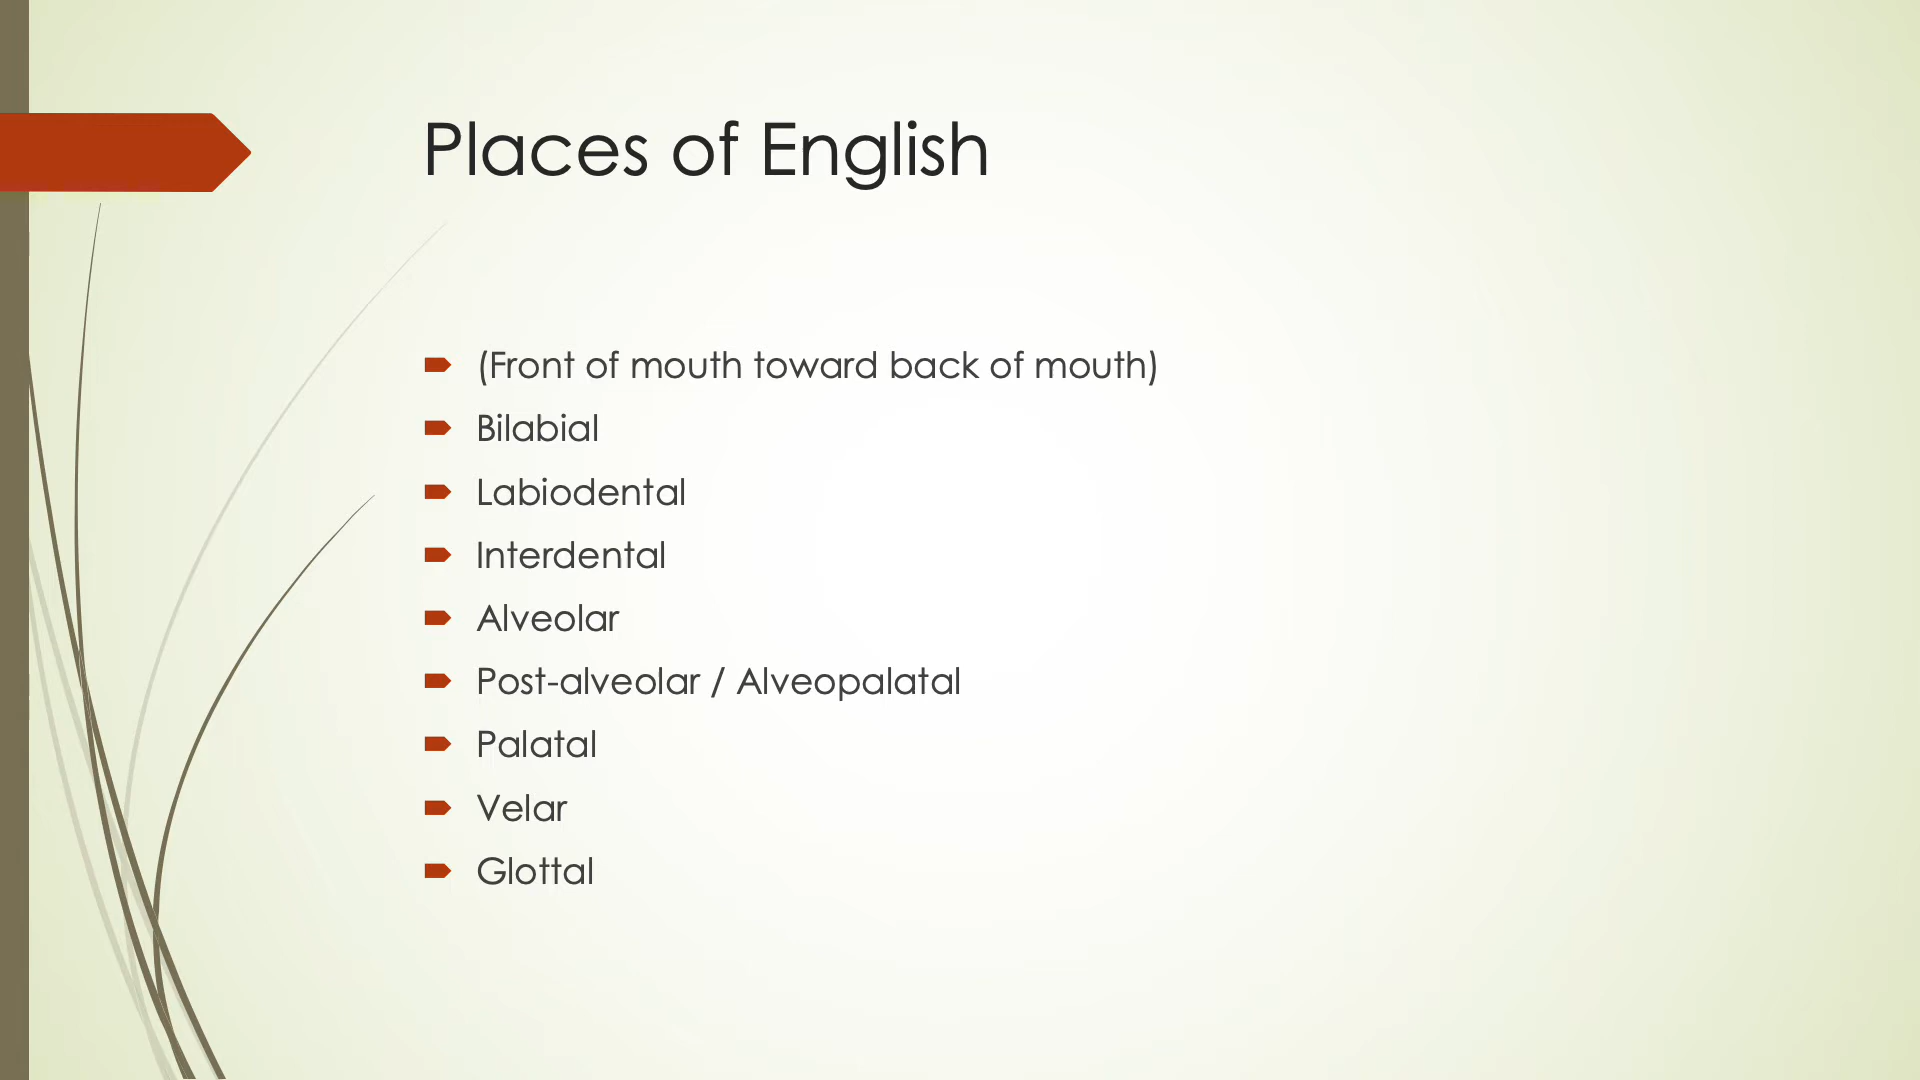 Places of English
(Front of mouth toward back of mouth)
Bilabial
Labiodental
Interdental
Alveolar
Post-alveolar / Alveopalatal
Palatal
Velar
Glottal